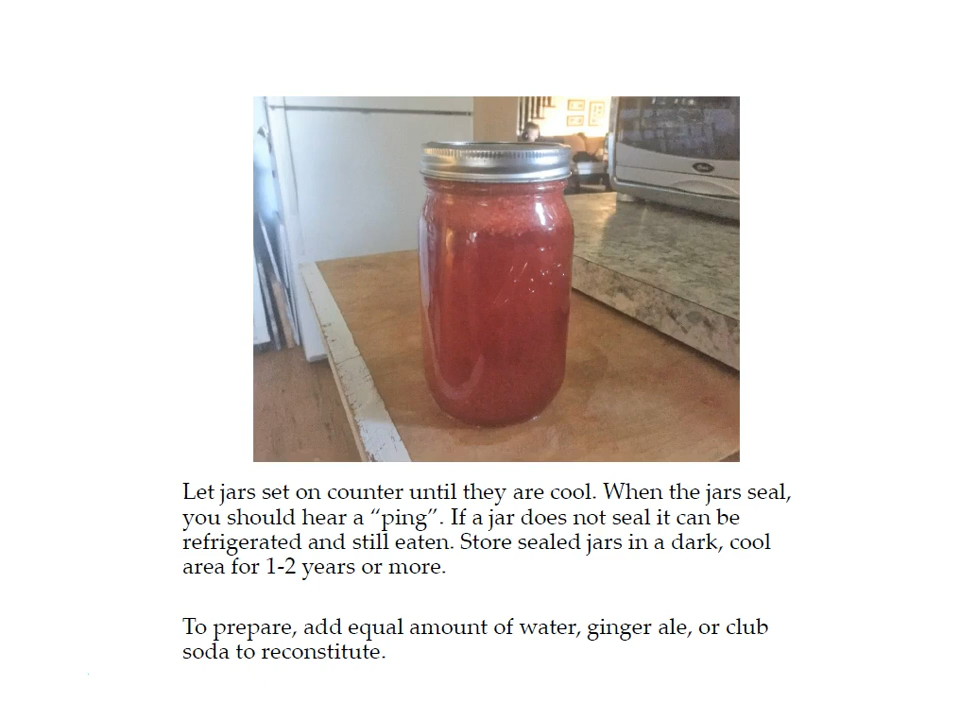 Let jars set on counter until they are cool. When the jars seal,
you should hear a “ping”. If a jar does not seal it can be
refrigerated and still eaten. Store sealed jars in a dark, cool
area for 1-2 years or more.
To prepare, add equal amount of water, ginger ale, or club
soda to reconstitute.